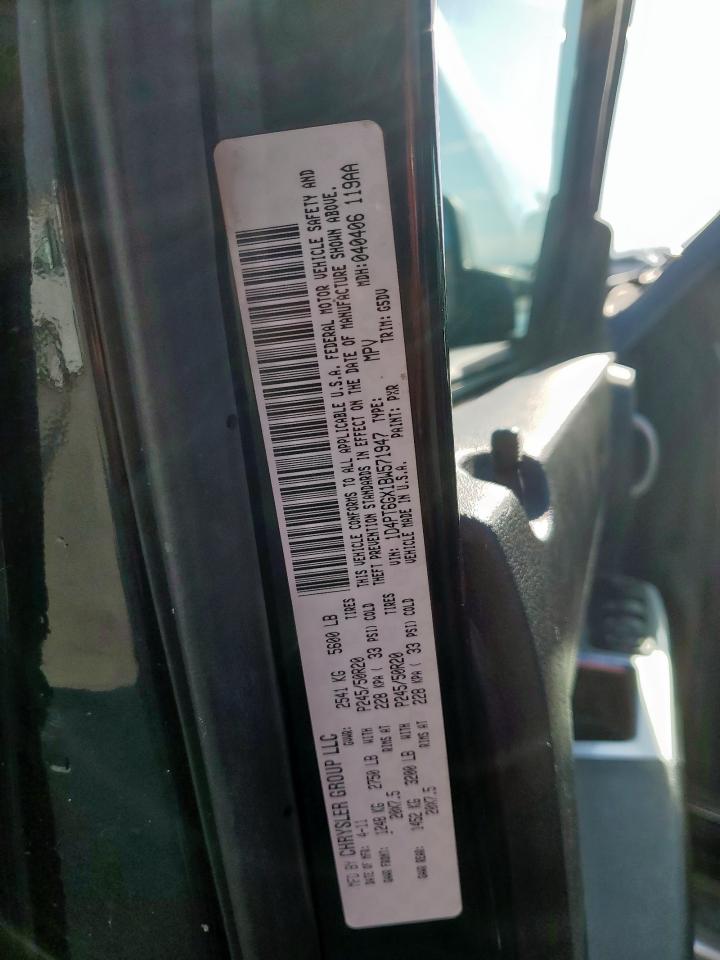 MFD BY CHRYSLER GROUP LLC
DATE OF MFR: 4-11 GVWR: 2541 KG 5600 LB
GAWR FRONT: 1248 KG 2750 LB WITH P245/50R20 TIRES
20X7.5 RIMS AT 228 KPA ( 33 PSI) COLD
GAWR REAR: 1452 KG 3200 LB WITH P245/50R20 TIRES
20X7.5 RIMS AT 228 KPA ( 33 PSI) COLD
THIS VEHICLE CONFORMS TO ALL APPLICABLE U.S.A. FEDERAL MOTOR VEHICLE SAFETY AND
THEFT PREVENTION STANDARDS IN EFFECT ON THE DATE OF MANUFACTURE SHOWN ABOVE.
VIN: 1D4PT6GX1BW571947 TYPE: MPV MDH:040406 119AA
VEHICLE MADE IN U.S.A. PAINT: PXR TRIM: G5DV